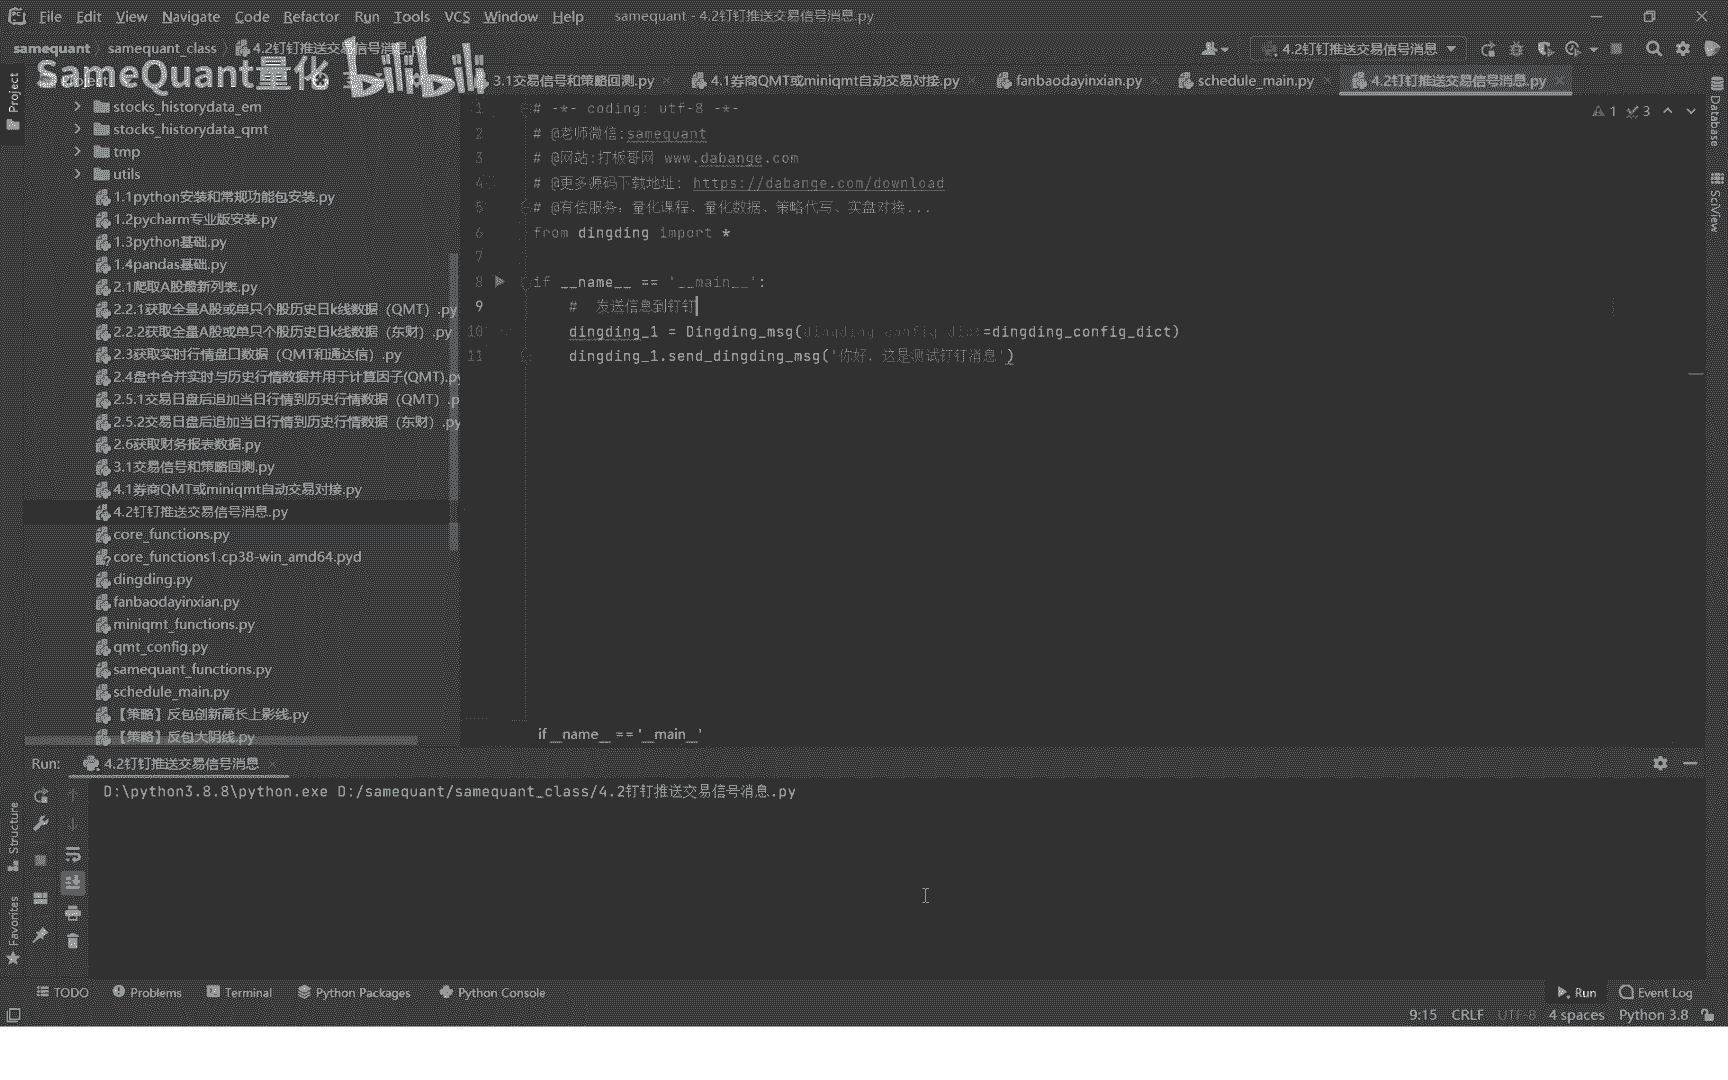 File Edit View Navigate Code Refactor Run Tools VCS Window Help samequant - 4.2钉钉推送交易信号消息.py
samequant samequant_class 4.2钉钉推送交易信号消息.py 4.2钉钉推送交易信号消息
SameQuant量化 bilibili
3.1交易信号和策略回测.py 4.1券商QMT或miniqmt自动交易对接.py fanbaodayinxian.py schedule_main.py 4.2钉钉推送交易信号消息.py
Project
stocks_historydata_em
stocks_historydata_qmt
tmp
utils
1.1python安装和常规功能包安装.py
1.2pycharm专业版安装.py
1.3python基础.py
1.4pandas基础.py
2.1爬取A股最新列表.py
2.2.1获取全量A股或单只个股历史日k线数据（QMT）.py
2.2.2获取全量A股或单只个股历史日k线数据（东财）.py
2.3获取实时行情盘口数据（QMT和通达信）.py
2.4盘中合并实时与历史行情数据并用于计算因子(QMT).py
2.5.1交易日盘后追加当日行情到历史行情数据（QMT）.p
2.5.2交易日盘后追加当日行情到历史行情数据（东财）.py
2.6获取财务报表数据.py
3.1交易信号和策略回测.py
4.1券商QMT或miniqmt自动交易对接.py
4.2钉钉推送交易信号消息.py
core_functions.py
core_functions1.cp38-win_amd64.pyd
dingding.py
fanbaodayinxian.py
miniqmt_functions.py
qmt_config.py
samequant_functions.py
schedule_main.py
【策略】反包创新高长上影线.py
【策略】反包大阴线.py
1 # -*- coding: utf-8 -*-
2 # @老师微信:samequant
3 # @网站:打板哥网 www.dabange.com
4 # @更多源码下载地址: https://dabange.com/download
5 # @有偿服务: 量化课程、量化数据、策略代写、实盘对接...
6 from dingding import *
7
8 if __name__ == '__main__':
9 # 发送信息到钉钉
10 dingding_1 = Dingding_msg(dingding_config_dict=dingding_config_dict)
11 dingding_1.send_dingding_msg('你好，这是测试钉钉消息')
1 3
Database
SciView
if __name__ == '__main__'
Run: 4.2钉钉推送交易信号消息
D:\python3.8.8\python.exe D:/samequant/samequant_class/4.2钉钉推送交易信号消息.py
Structure
Favorites
TODO Problems Terminal Python Packages Python Console Run Event Log
9:15 CRLF UTF-8 4 spaces Python 3.8